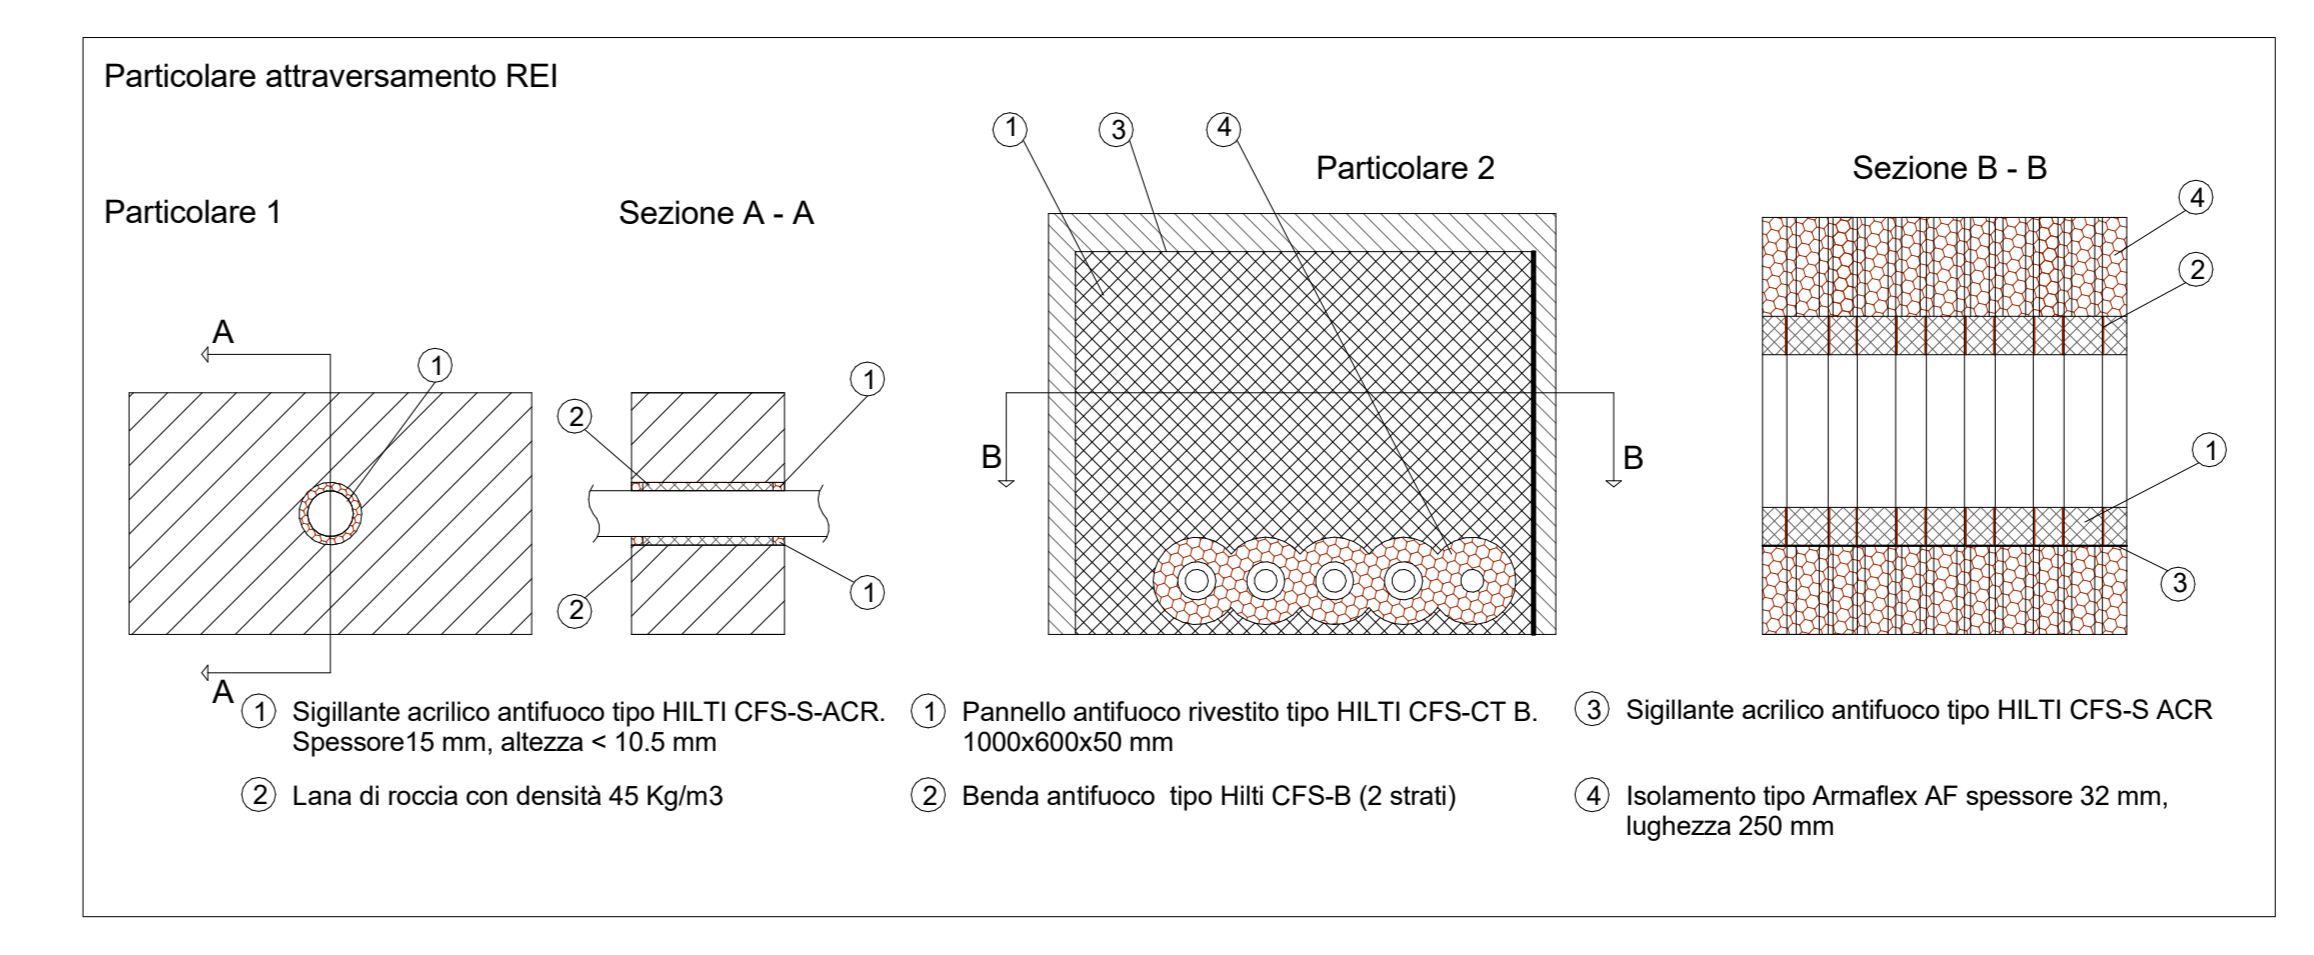 Particolare attraversamento REI
1
3
4
Particolare 2
Sezione B - B
4
Particolare 1
Sezione A - A
2
A
1
1
2
B
B
1
2
1
3
A
1 Sigillante acrilico antifuoco tipo HILTI CFS-S-ACR.
Spessore15 mm, altezza < 10.5 mm
2 Lana di roccia con densità 45 Kg/m3
1 Pannello antifuoco rivestito tipo HILTI CFS-CT B.
1000x600x50 mm
2 Benda antifuoco tipo Hilti CFS-B (2 strati)
3 Sigillante acrilico antifuoco tipo HILTI CFS-S ACR
4 Isolamento tipo Armaflex AF spessore 32 mm,
lughezza 250 mm